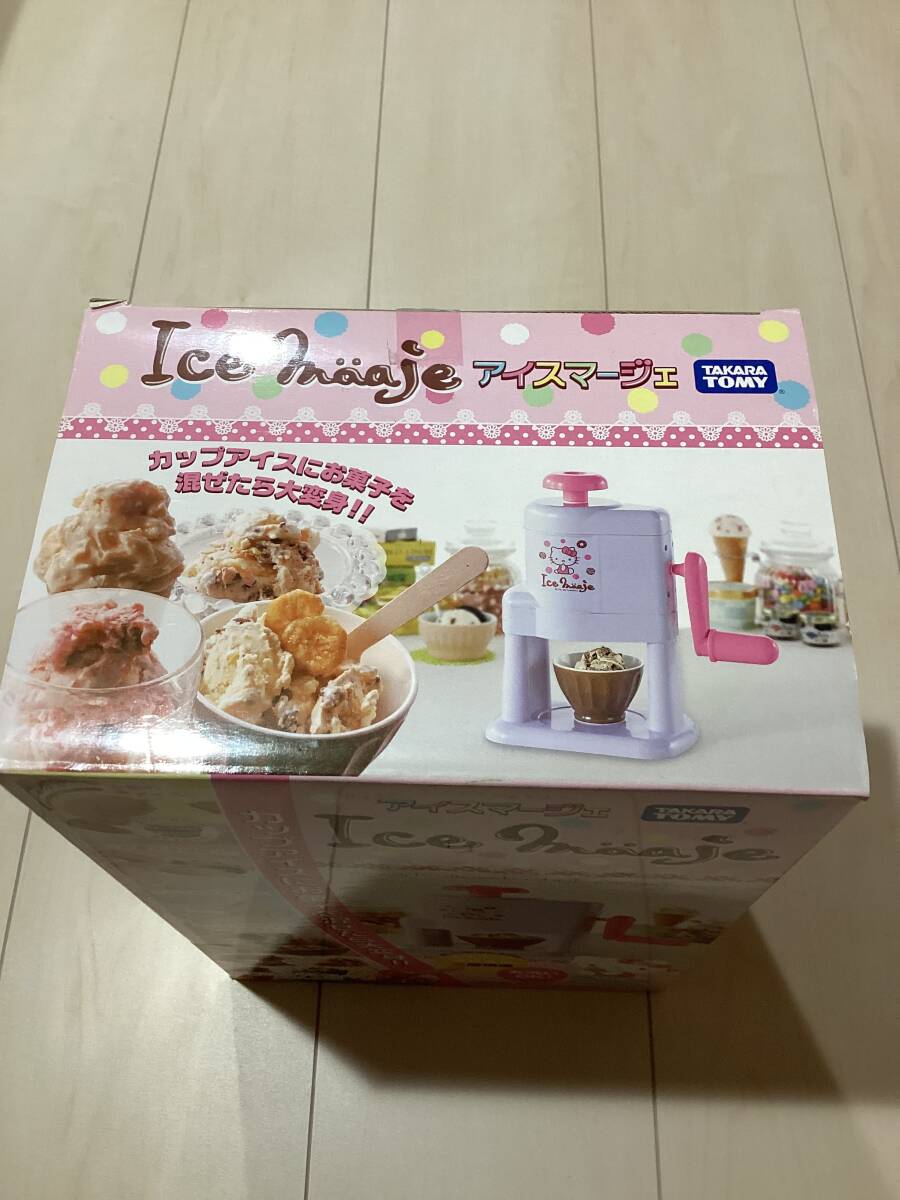 Ice mäaje アイスマージェ TAKARA TOMY
カップアイスにお菓子を
混ぜたら大変身!!
Ice mäaje
アイスマージェ TAKARA TOMY
Ice mäaje